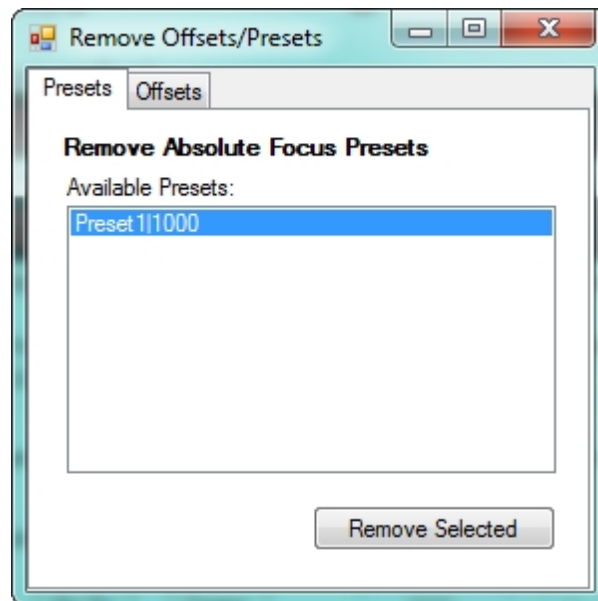 Remove Offsets/Presets
Presets Offsets
Remove Absolute Focus Presets
Available Presets:
Preset1|1000
Remove Selected